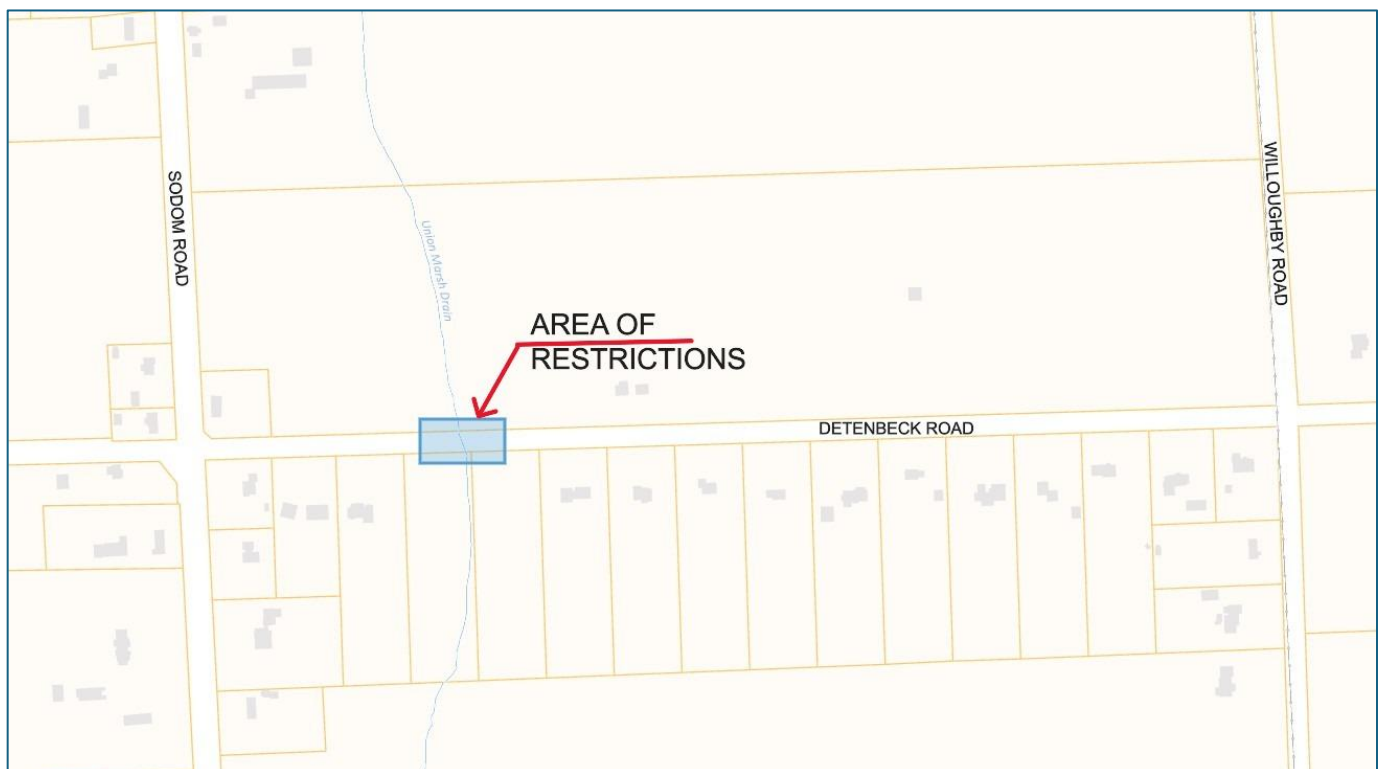 SODOM ROAD
WILLOUGHBY ROAD
Union Marsh Drain
AREA OF
RESTRICTIONS
DETENBECK ROAD